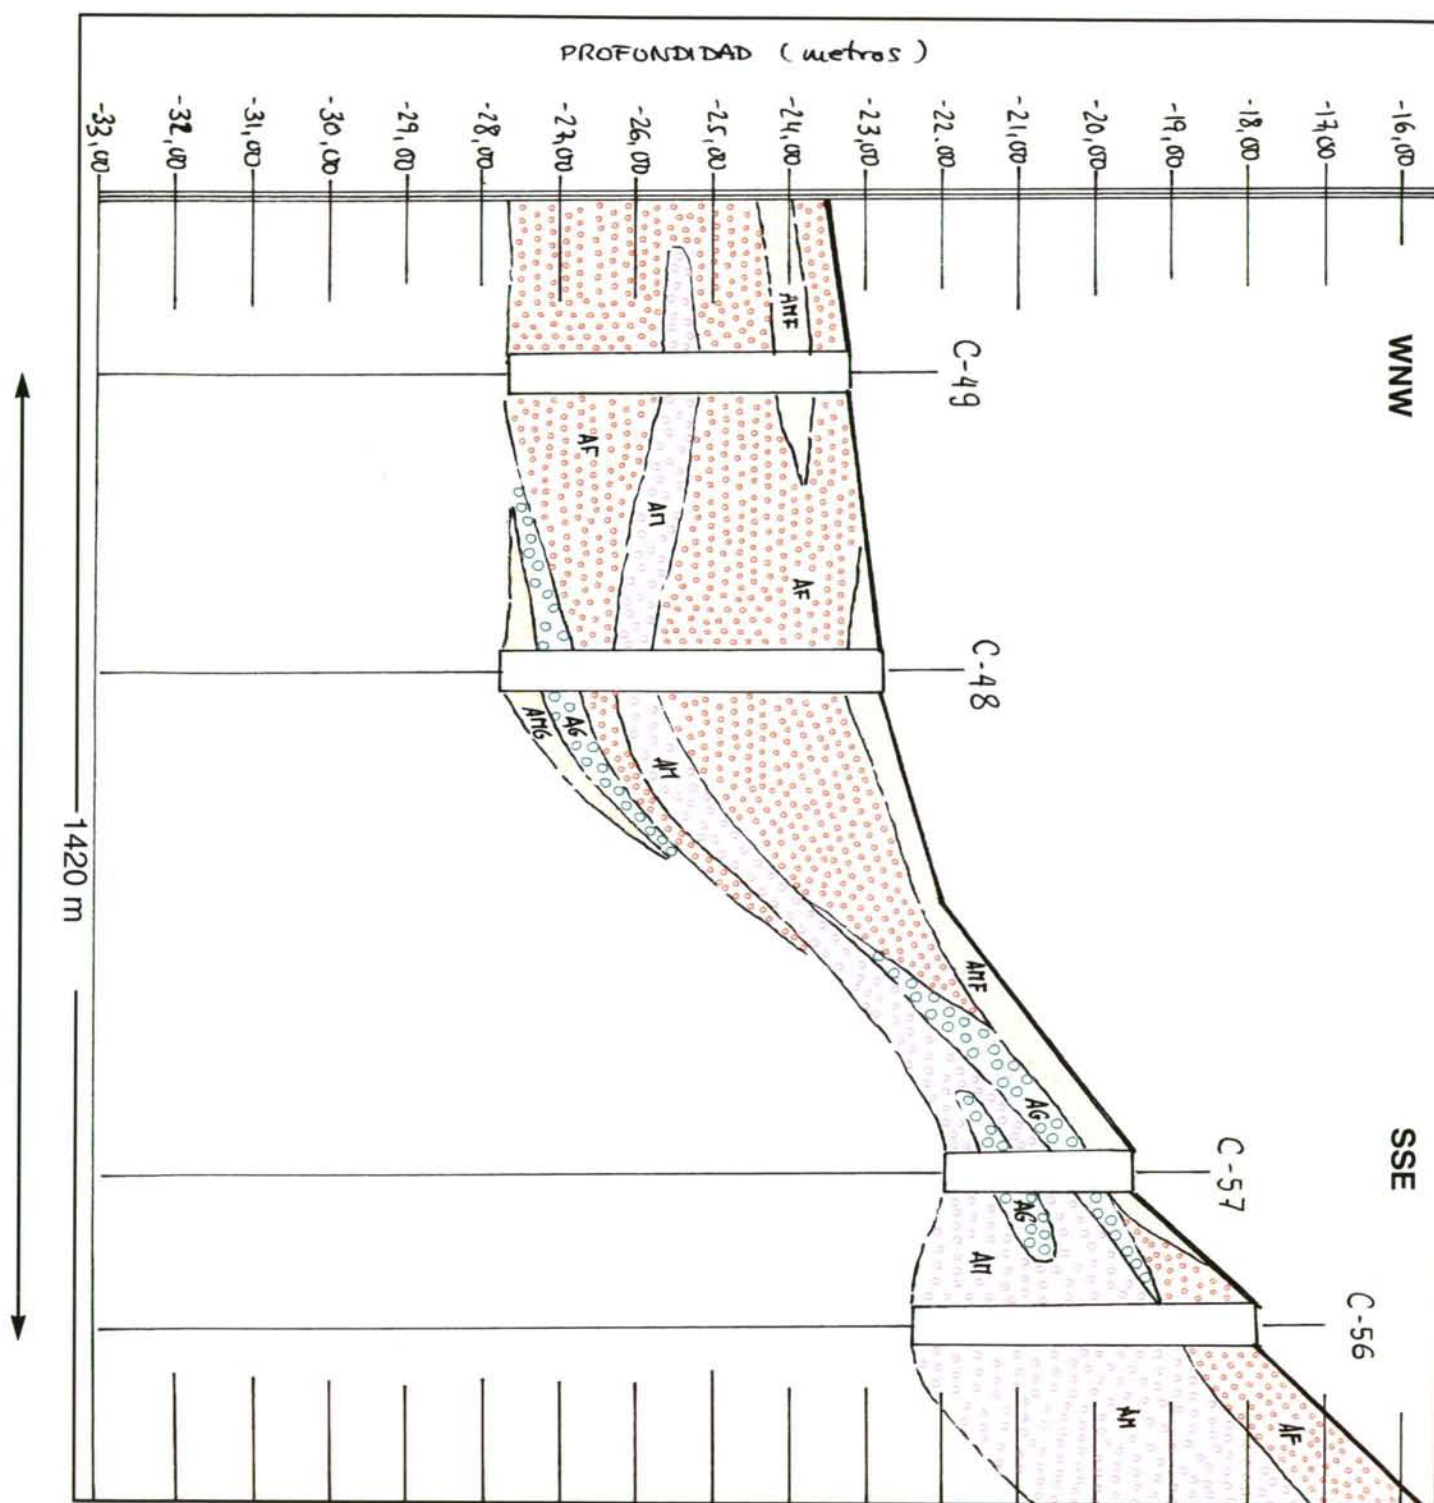 PROFUNDIDAD (metros)
-33,00
-32,00
-31,00
-30,00
-29,00
-28,00
-27,00
-26,00
-25,00
-24,00
-23,00
-22,00
-21,00
-20,00
-19,00
-18,00
-17,00
-16,00
WNW
SSE
C-49
C-48
C-57
C-56
AMF
AF
AM
AF
AMG
AG
AM
AMF
AG
AG
AM
AM
AF
1420 m